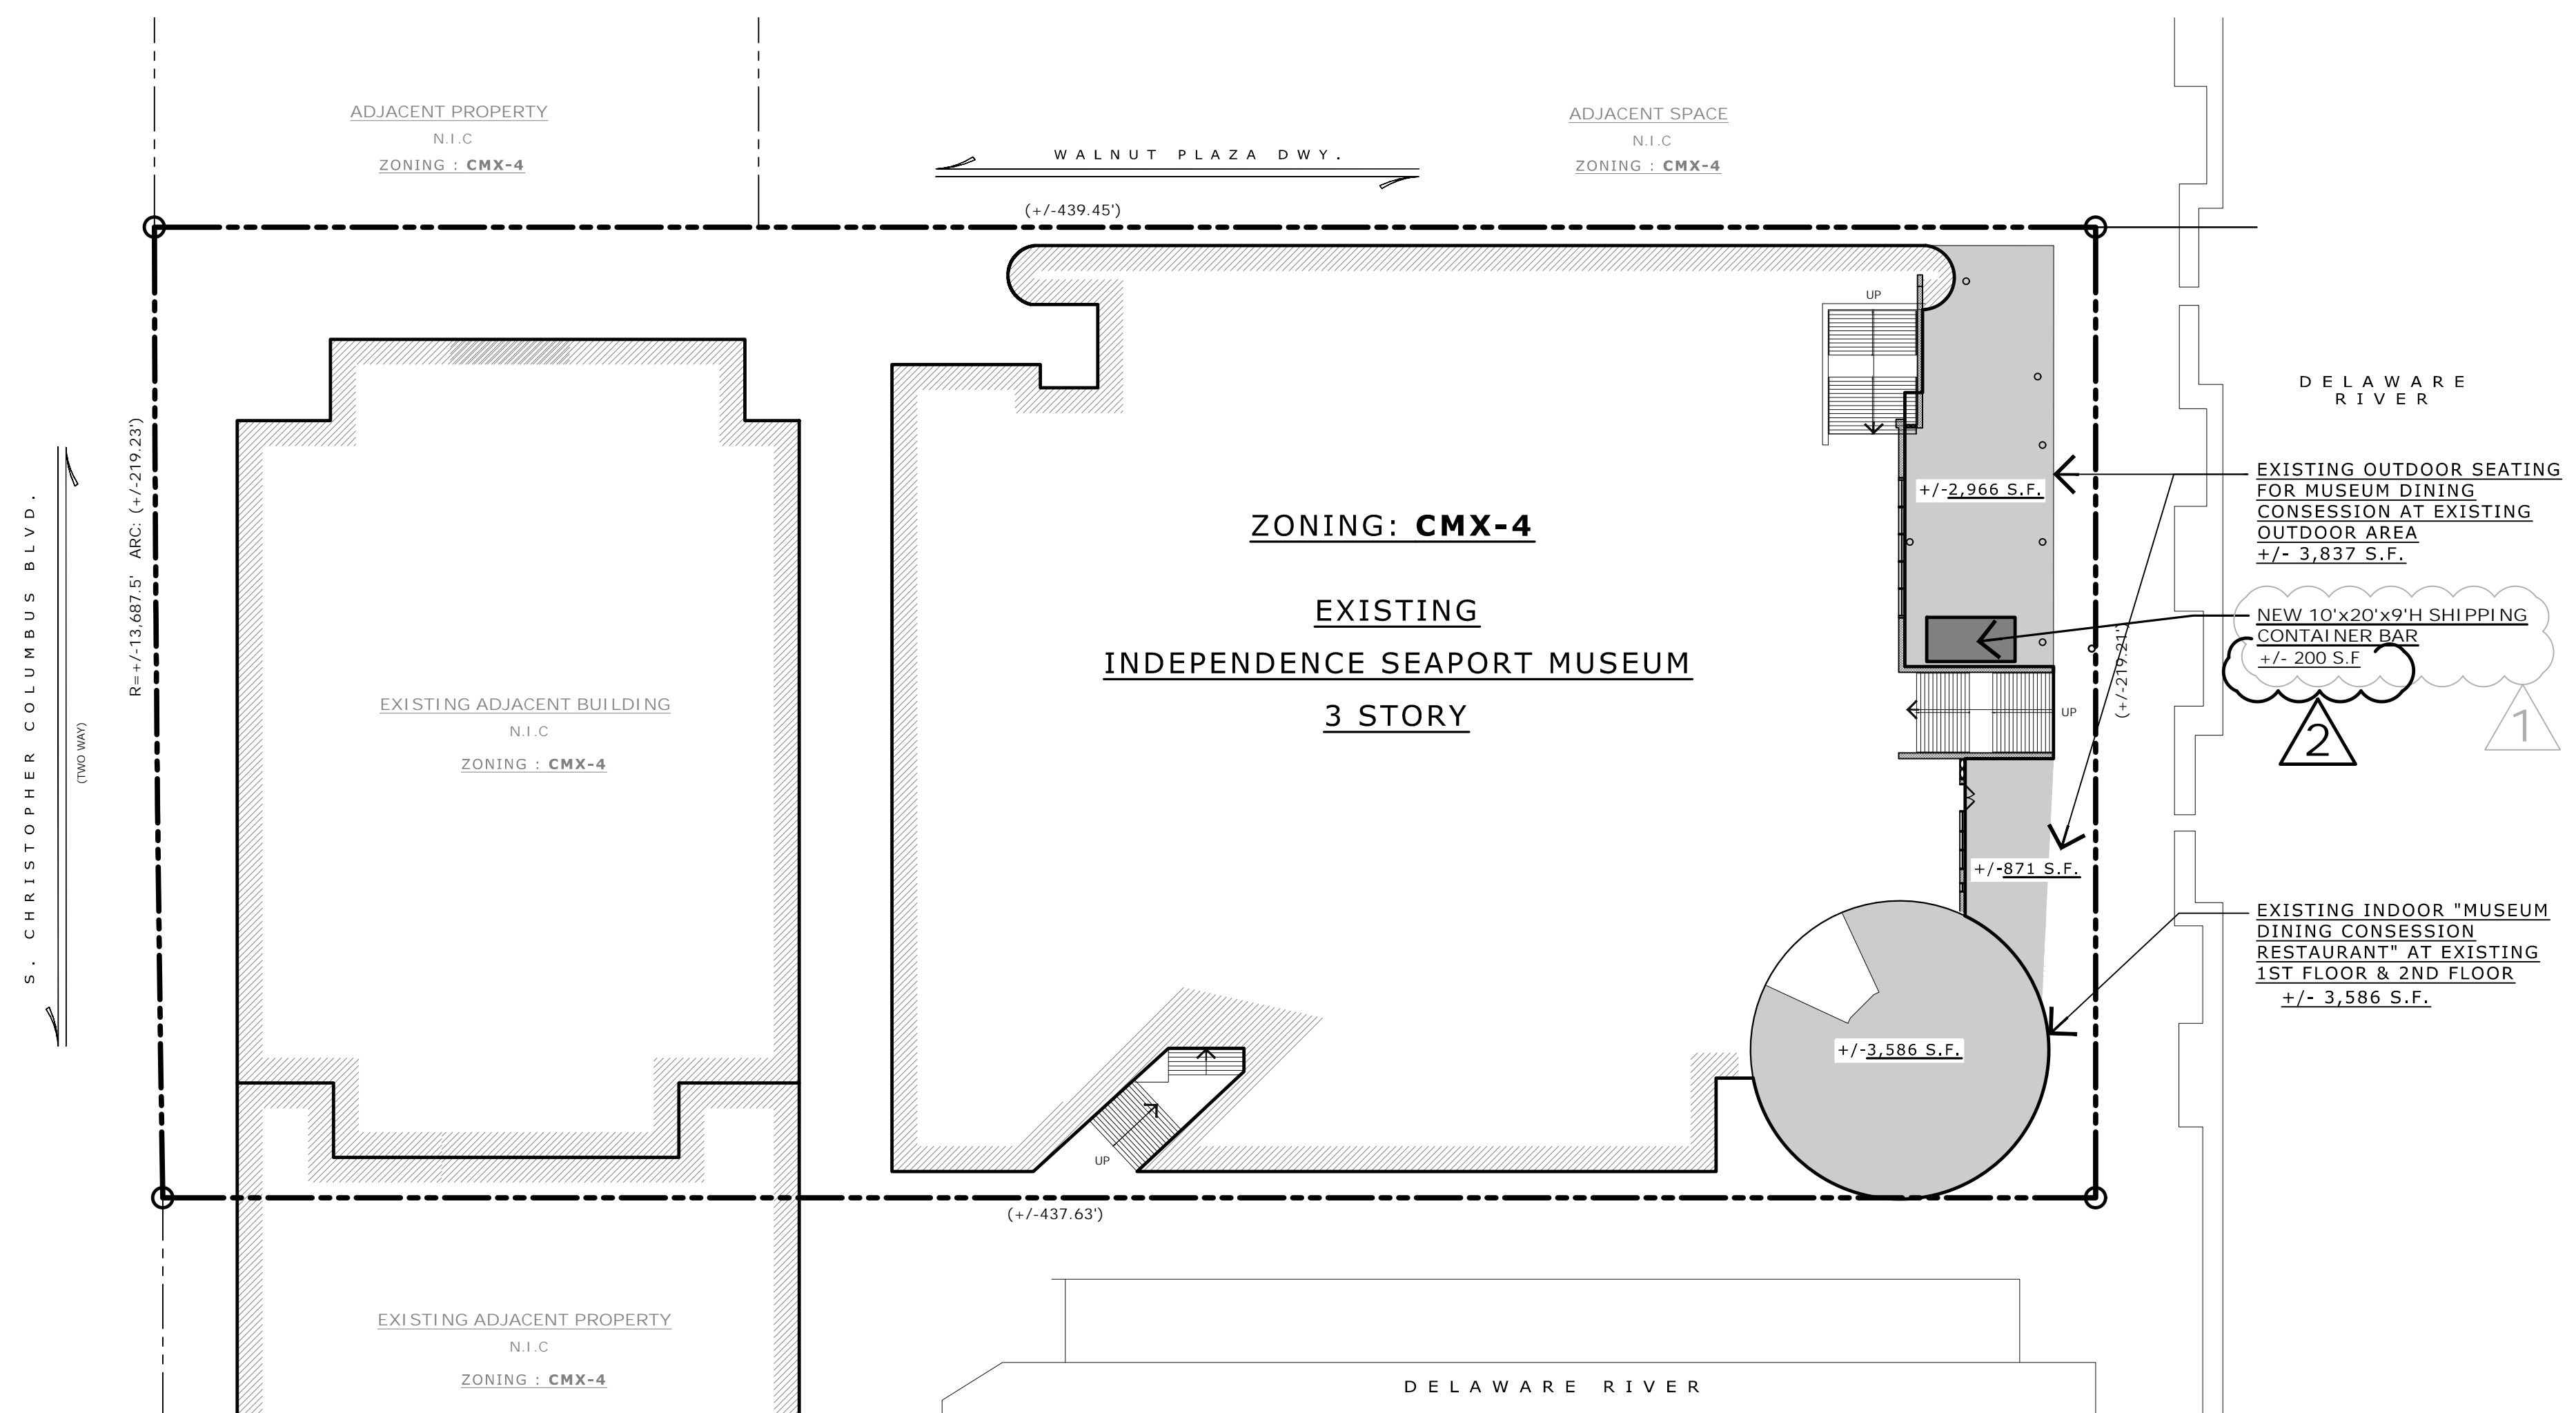 ADJACENT PROPERTY
N.I.C
ZONING : CMX-4
WALNUT PLAZA DWY.
ADJACENT SPACE
N.I.C
ZONING : CMX-4
(+/-439.45')
S. CHRISTOPHER COLUMBUS BLVD.
(TWO WAY)
R=+/-13,687.5' ARC: (+/-219.23')
EXISTING ADJACENT BUILDING
N.I.C
ZONING : CMX-4
ZONING: CMX-4
EXISTING
INDEPENDENCE SEAPORT MUSEUM
3 STORY
UP
+/-2,966 S.F.
UP
(+/-219.21')
+/-871 S.F.
+/-3,586 S.F.
UP
DELAWARE
RIVER
EXISTING OUTDOOR SEATING
FOR MUSEUM DINING
CONSESSION AT EXISTING
OUTDOOR AREA
+/- 3,837 S.F.
NEW 10'x20'x9'H SHIPPING
CONTAINER BAR
+/- 200 S.F
2
1
EXISTING INDOOR "MUSEUM
DINING CONSESSION
RESTAURANT" AT EXISTING
1ST FLOOR & 2ND FLOOR
+/- 3,586 S.F.
(+/-437.63')
EXISTING ADJACENT PROPERTY
N.I.C
ZONING : CMX-4
DELAWARE RIVER